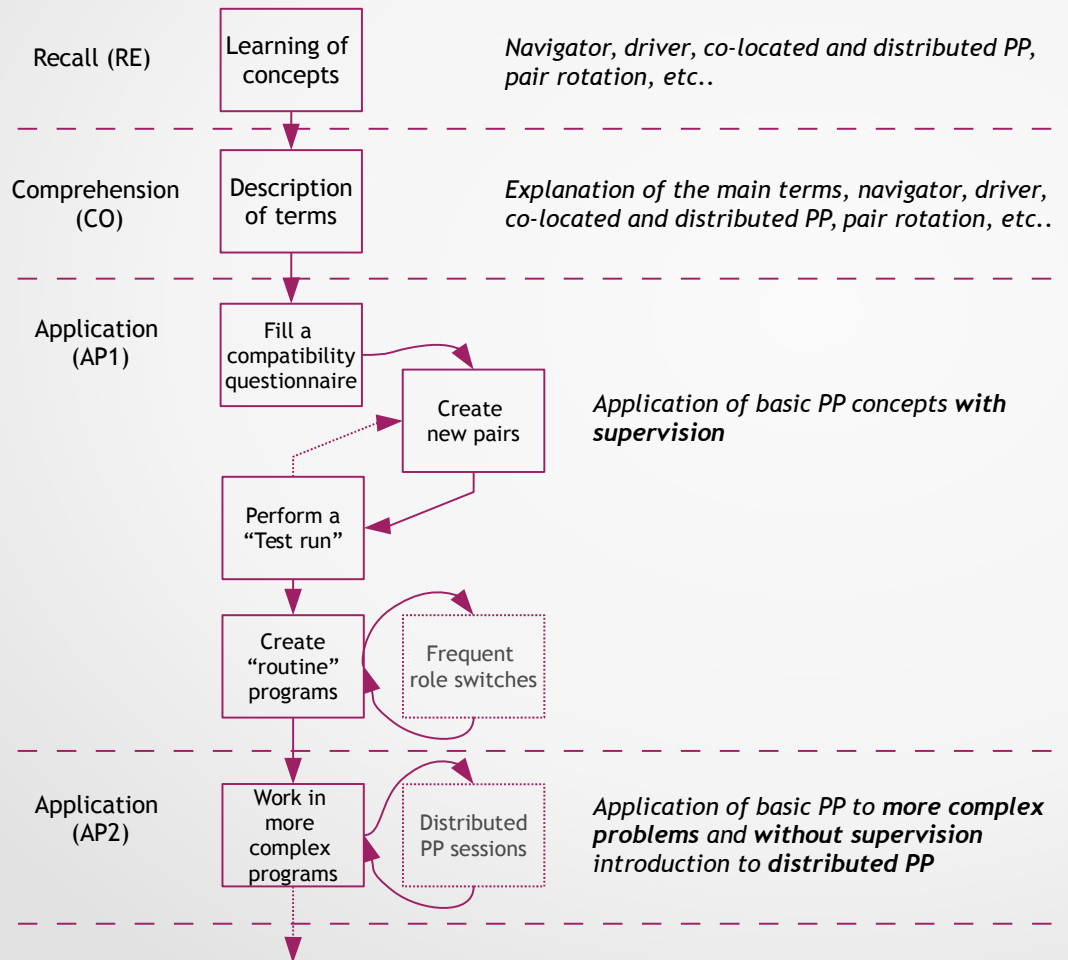 Recall (RE)
Learning of
concepts
Navigator, driver, co-located and distributed PP,
pair rotation, etc..
Comprehension
(CO)
Description
of terms
Explanation of the main terms, navigator, driver,
co-located and distributed PP, pair rotation, etc..
Application
(AP1)
Fill a
compatibility
questionnaire
Create
new pairs
Application of basic PP concepts with
supervision
Perform a
“Test run”
Create
“routine”
programs
Frequent
role switches
Application
(AP2)
Work in
more
complex
programs
Distributed
PP sessions
Application of basic PP to more complex
problems and without supervision
introduction to distributed PP